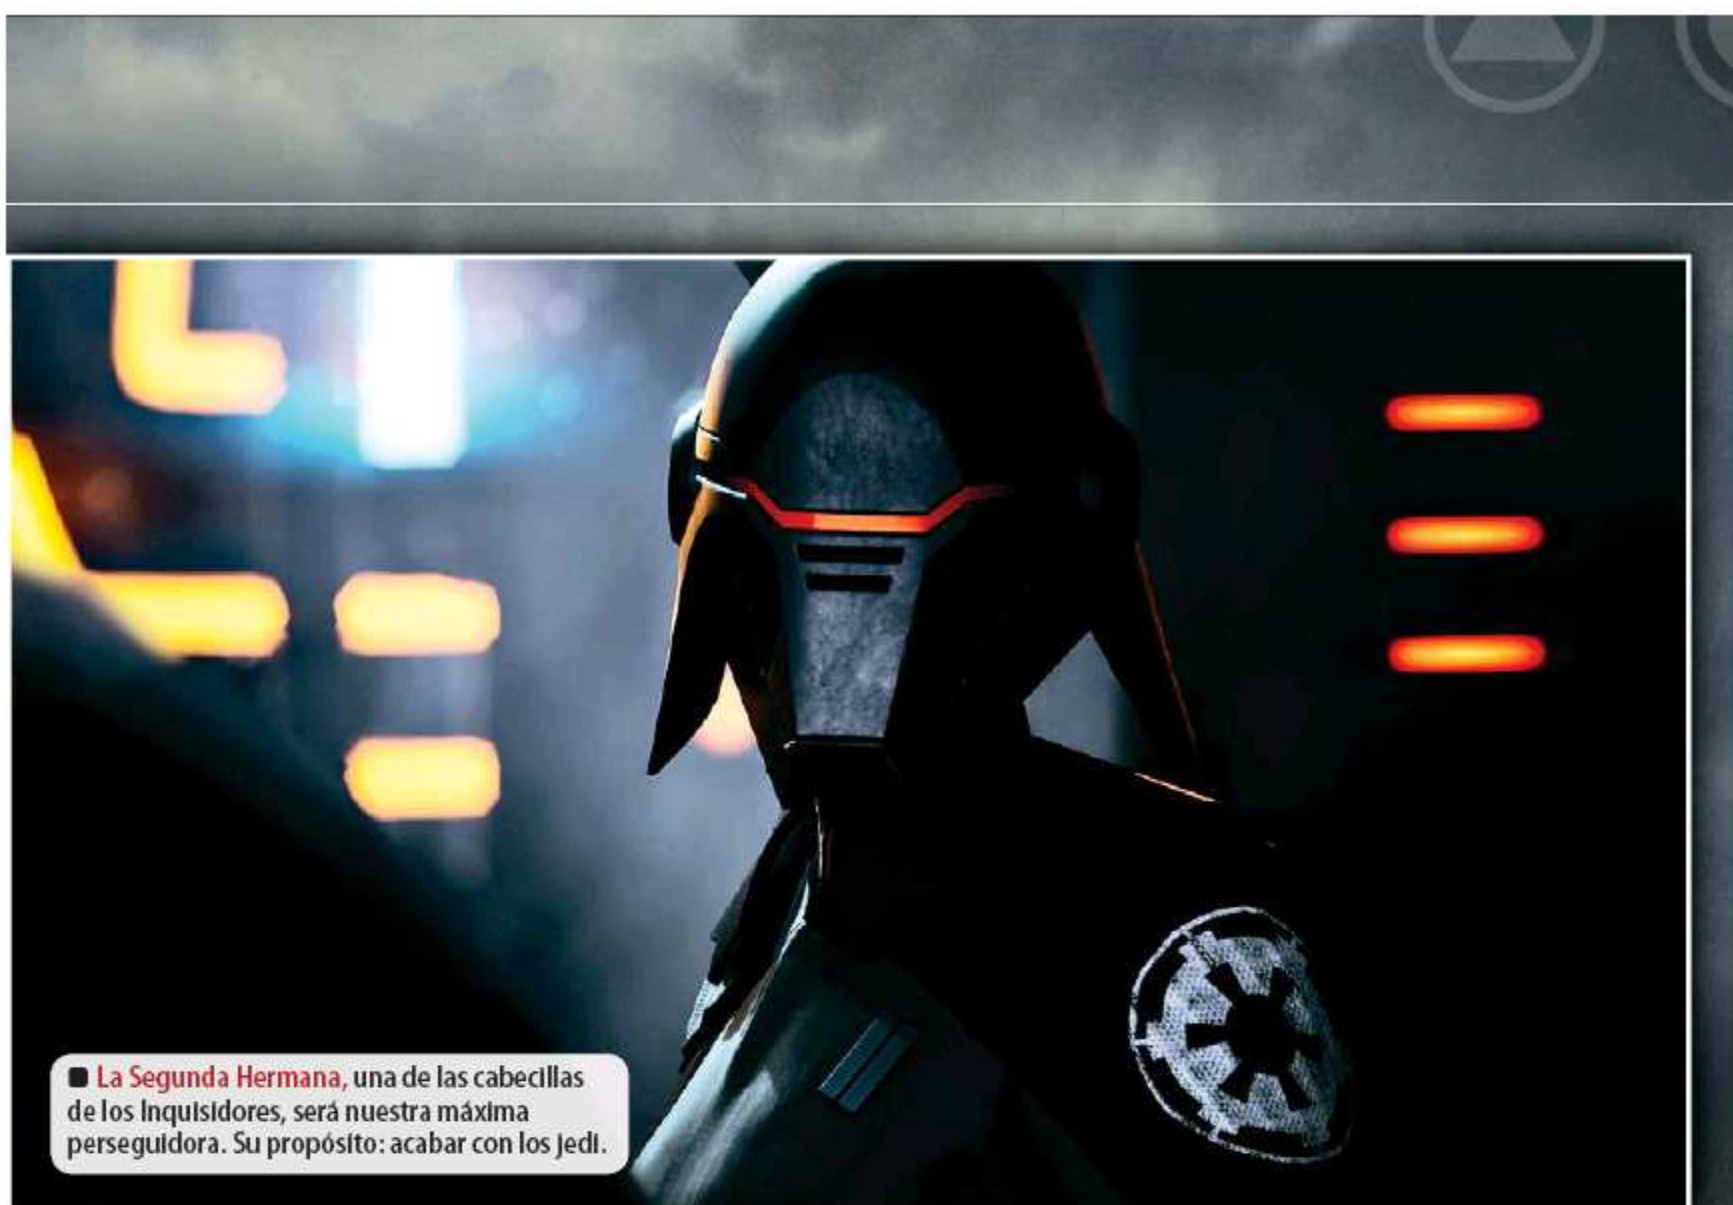 ■ La Segunda Hermana, una de las cabecillas
de los Inquisidores, será nuestra máxima
perseguidora. Su propósito: acabar con los jedi.